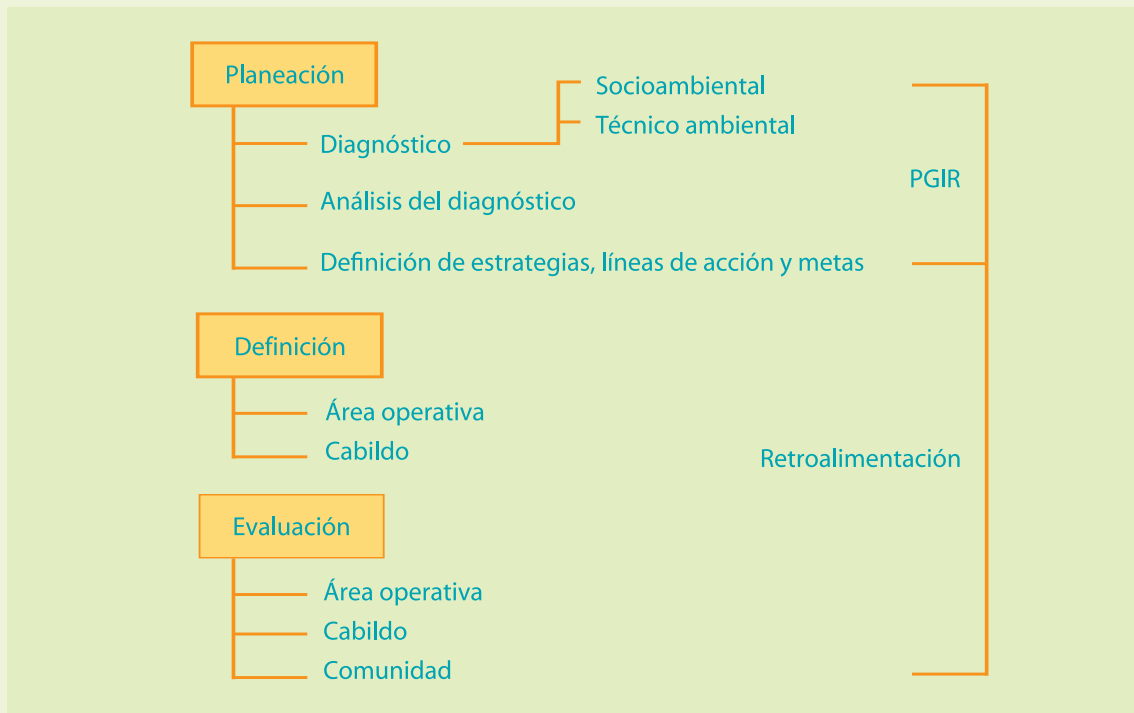 Planeación
Socioambiental
Técnico ambiental
Diagnóstico
PGIR
Análisis del diagnóstico
Definición de estrategias, líneas de acción y metas
Definición
Área operativa
Cabildo
Retroalimentación
Evaluación
Área operativa
Cabildo
Comunidad